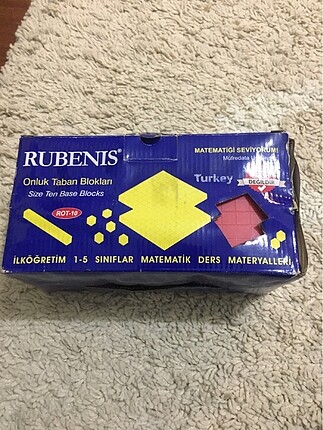 RUBENIS®
Onluk Taban Blokları
Size Ten Base Blocks
ROT-10
MATEMATİĞİ SEVİYORUM!
Müfredata
Turkey
DEĞİLDİR
İLKÖĞRETİM 1-5 SINIFLAR MATEMATİK DERS MATERYALLERİ